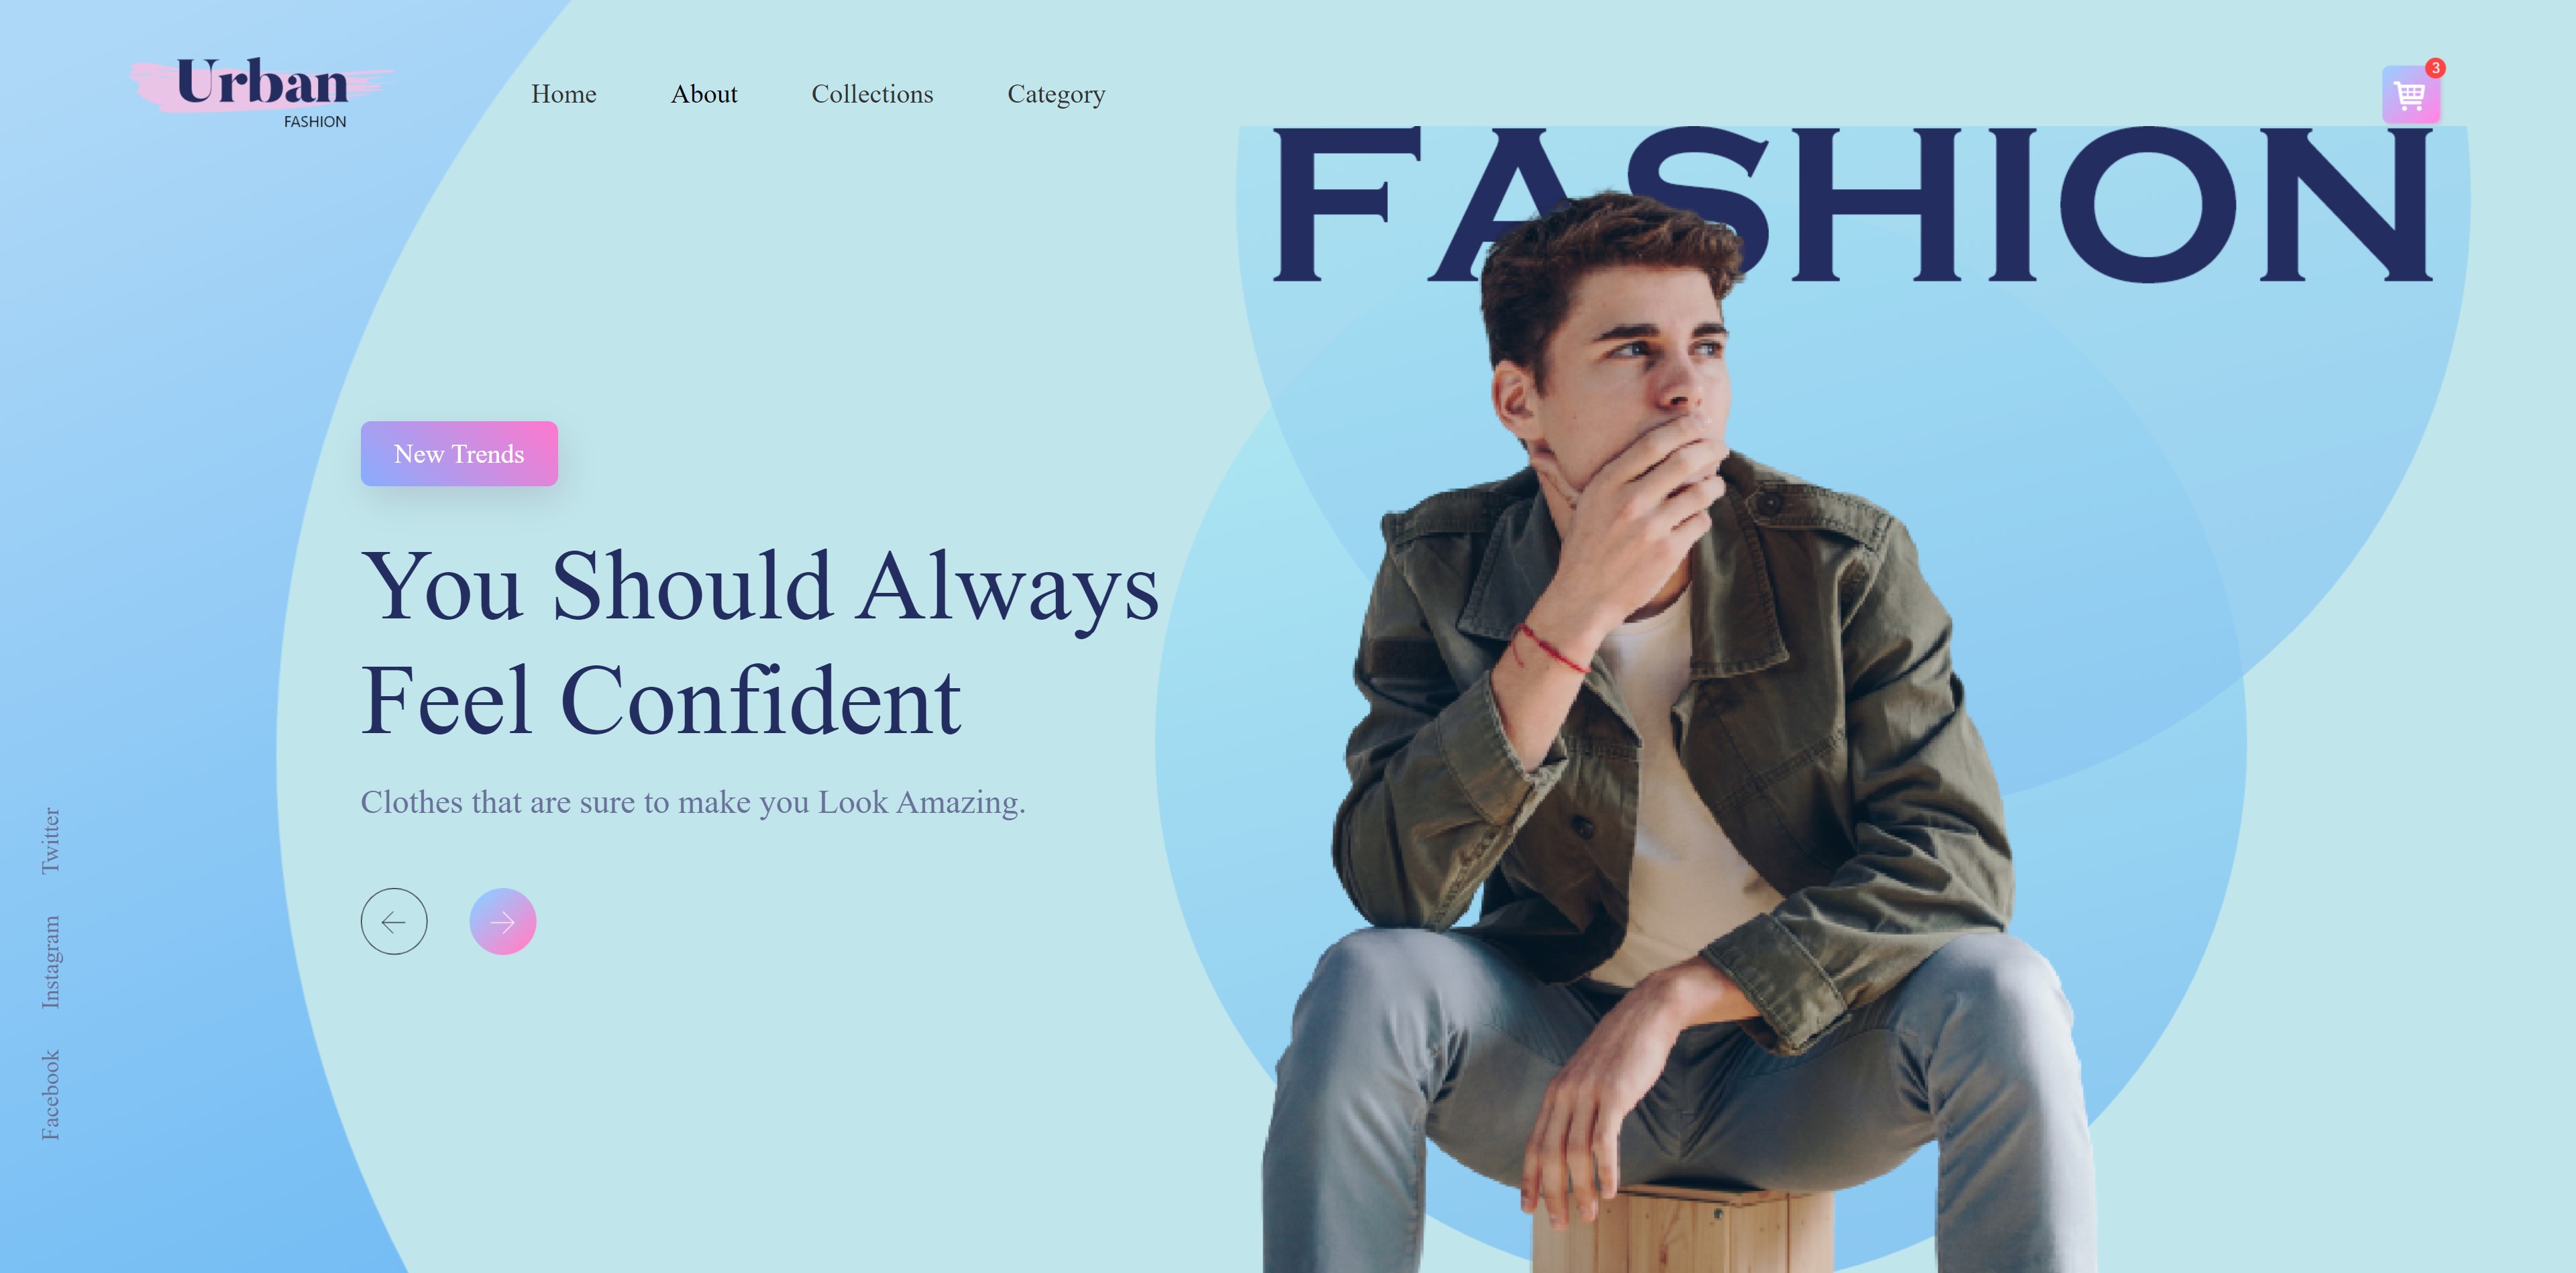 Urban
FASHION
Home
About
Collections
Category
3
FASHION
New Trends
You Should Always
Feel Confident
Clothes that are sure to make you Look Amazing.
Twitter
Instagram
Facebook